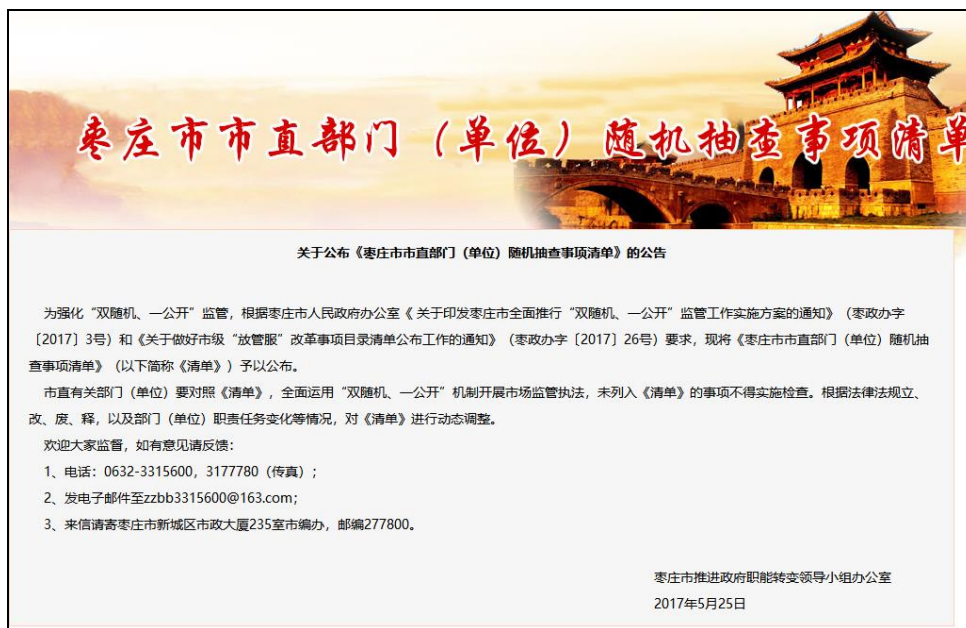 枣庄市市直部门（单位）随机抽查事项清单
关于公布《枣庄市市直部门（单位）随机抽查事项清单》的公告
为强化“双随机、一公开”监管，根据枣庄市人民政府办公室《 关于印发枣庄市全面推行“双随机、一公开”监管工作实施方案的通知》（枣政办字
〔2017〕3号）和《关于做好市级“放管服”改革事项目录清单公布工作的通知》（枣政办字〔2017〕26号）要求，现将《枣庄市市直部门（单位）随机抽
查事项清单》（以下简称《清单》）予以公布。
市直有关部门（单位）要对照《清单》，全面运用“双随机、一公开”机制开展市场监管执法，未列入《清单》的事项不得实施检查。根据法律法规立、
改、废、释，以及部门（单位）职责任务变化等情况，对《清单》进行动态调整。
欢迎大家监督，如有意见请反馈：
1、电话：0632-3315600，3177780（传真）；
2、发电子邮件至zzbb3315600@163.com；
3、来信请寄枣庄市新城区市政大厦235室市编办，邮编277800。
枣庄市推进政府职能转变领导小组办公室
2017年5月25日